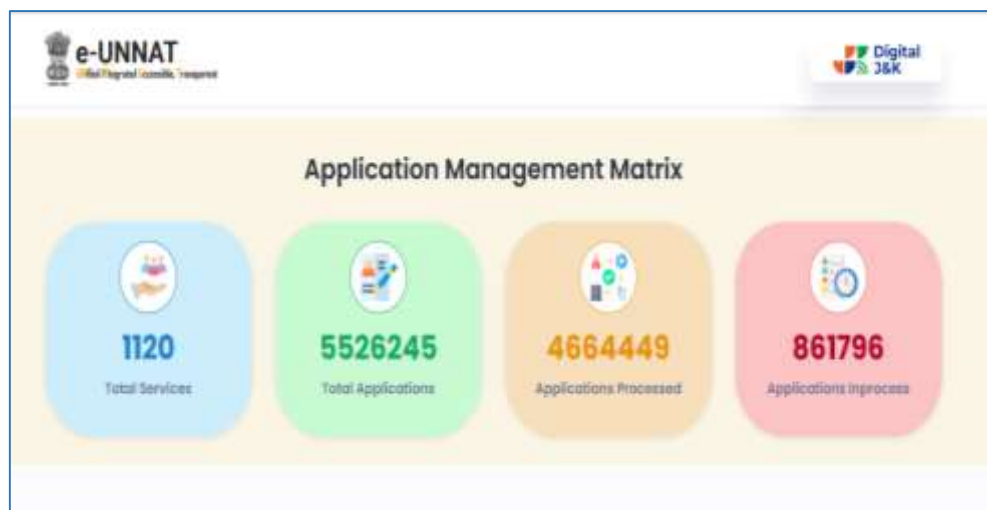 e-UNNAT
Digital
J&K
Application Management Matrix
1120
Total Services
5526245
Total Applications
4664449
Applications Processed
861796
Applications Inprocess